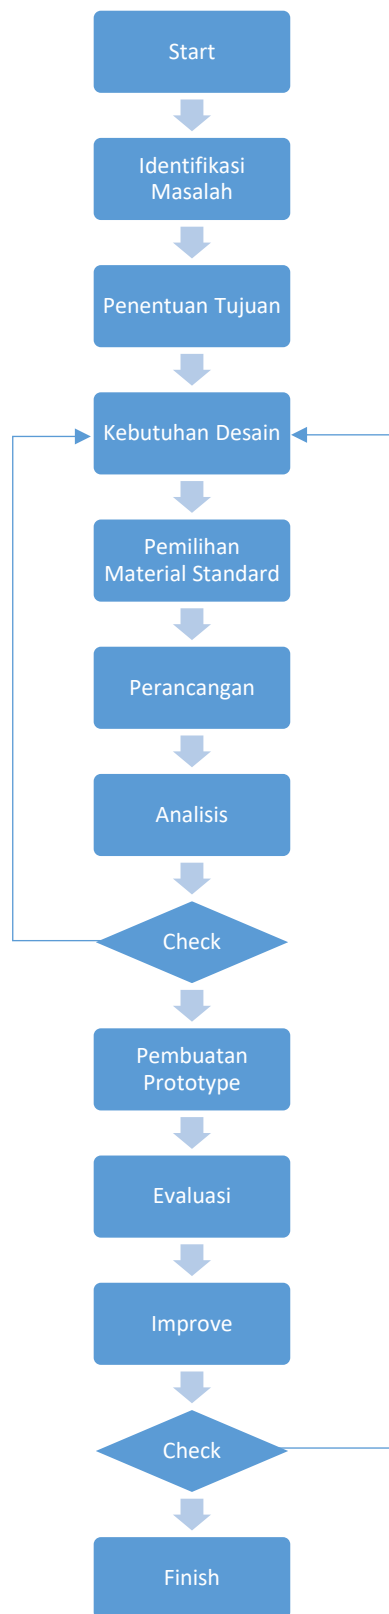 Start
Identifikasi
Masalah
Penentuan Tujuan
Kebutuhan Desain
Pemilihan
Material Standard
Perancangan
Analisis
Check
Pembuatan
Prototype
Evaluasi
Improve
Check
Finish